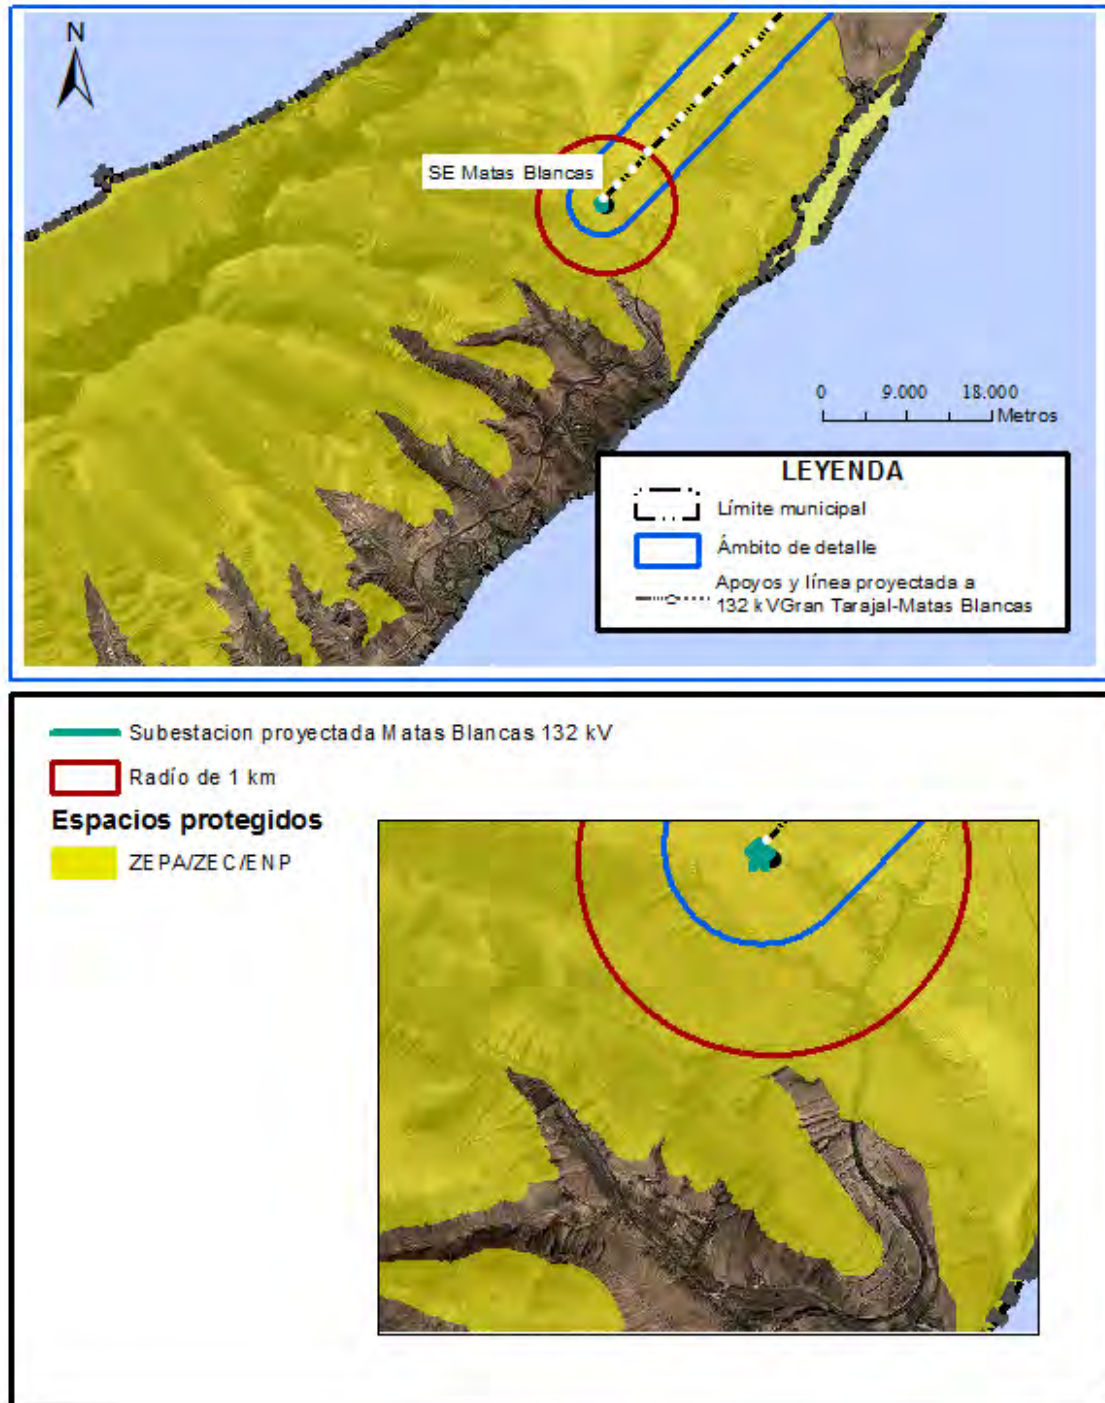 N
SE Matas Blancas
0 9.000 18.000
Metros
LEYENDA
Límite municipal
Ámbito de detalle
Apoyos y línea proyectada a
132 kVGran Tarajal-Matas Blancas
Subestacion proyectada Matas Blancas 132 kV
Radío de 1 km
Espacios protegidos
ZEPA/ZEC/ENP